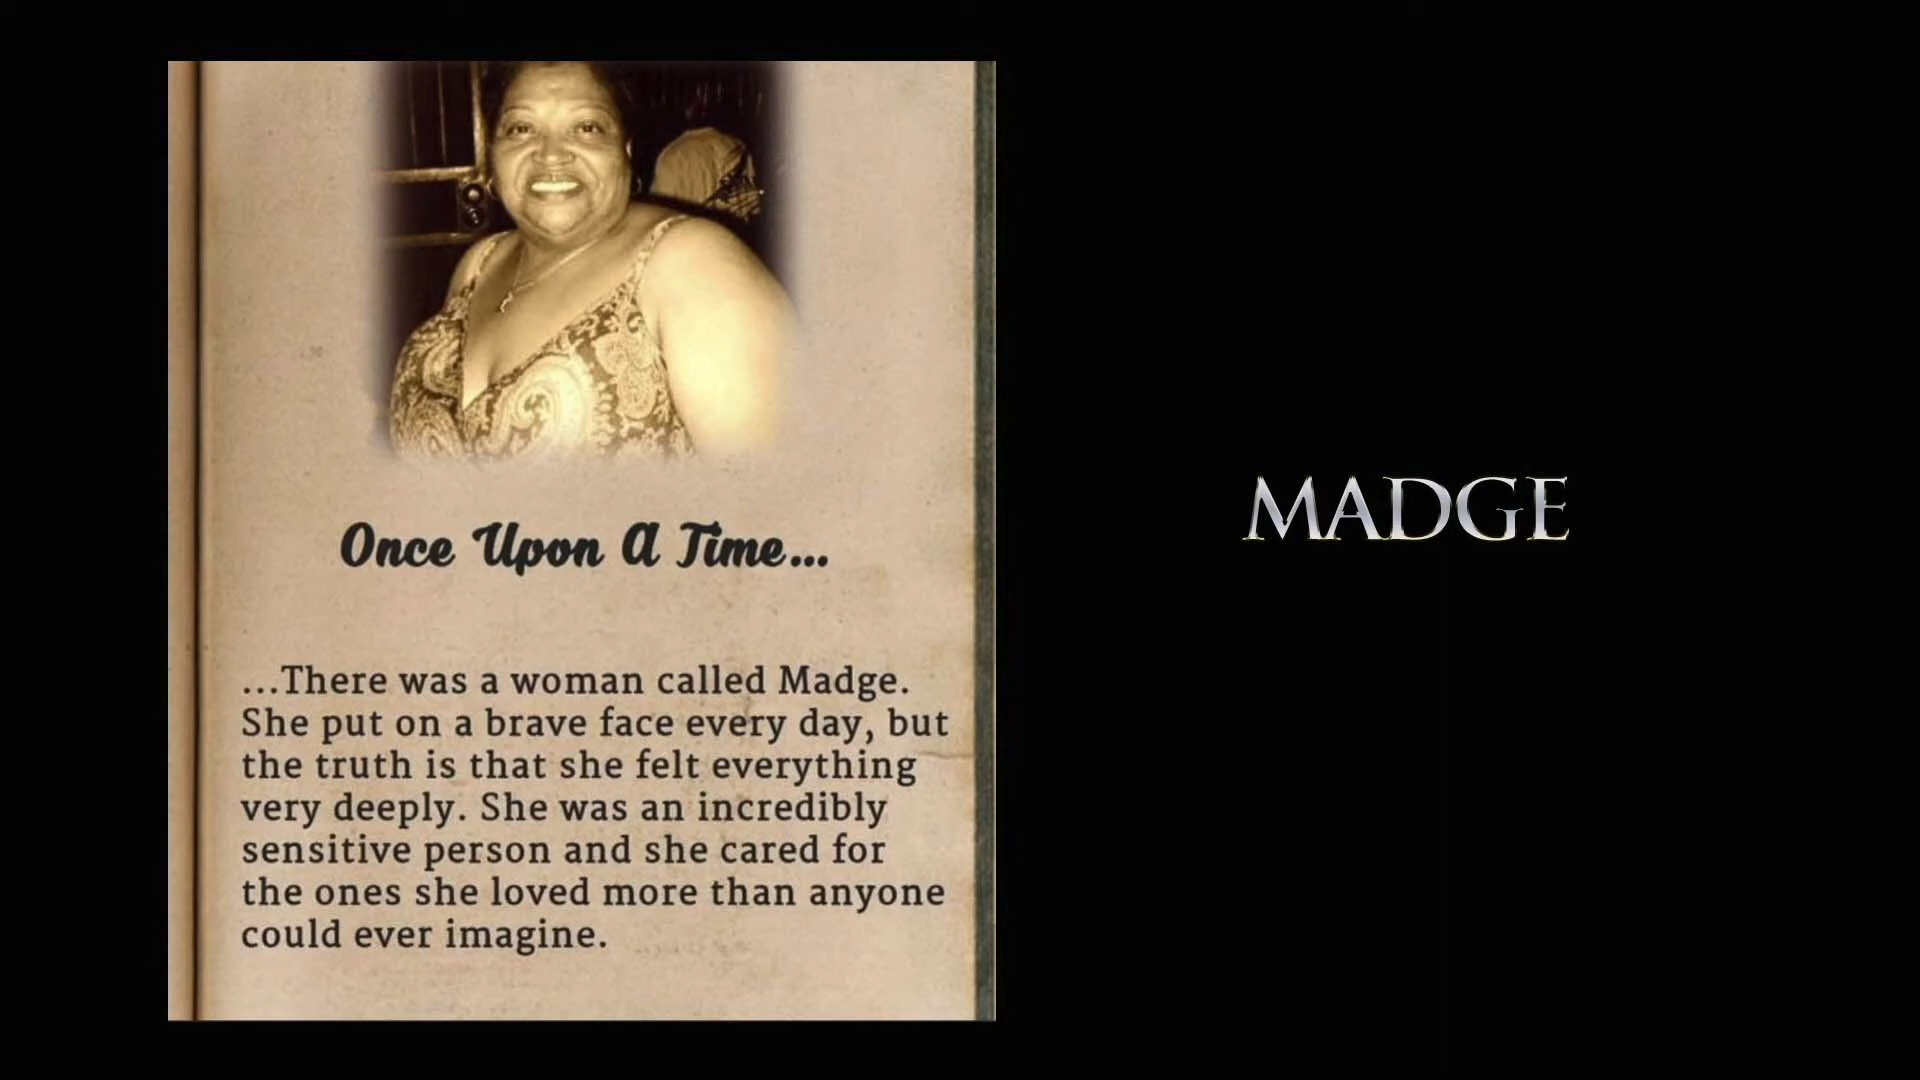 Once Upon A Time...
...There was a woman called Madge.
She put on a brave face every day, but
the truth is that she felt everything
very deeply. She was an incredibly
sensitive person and she cared for
the ones she loved more than anyone
could ever imagine.
MADGE